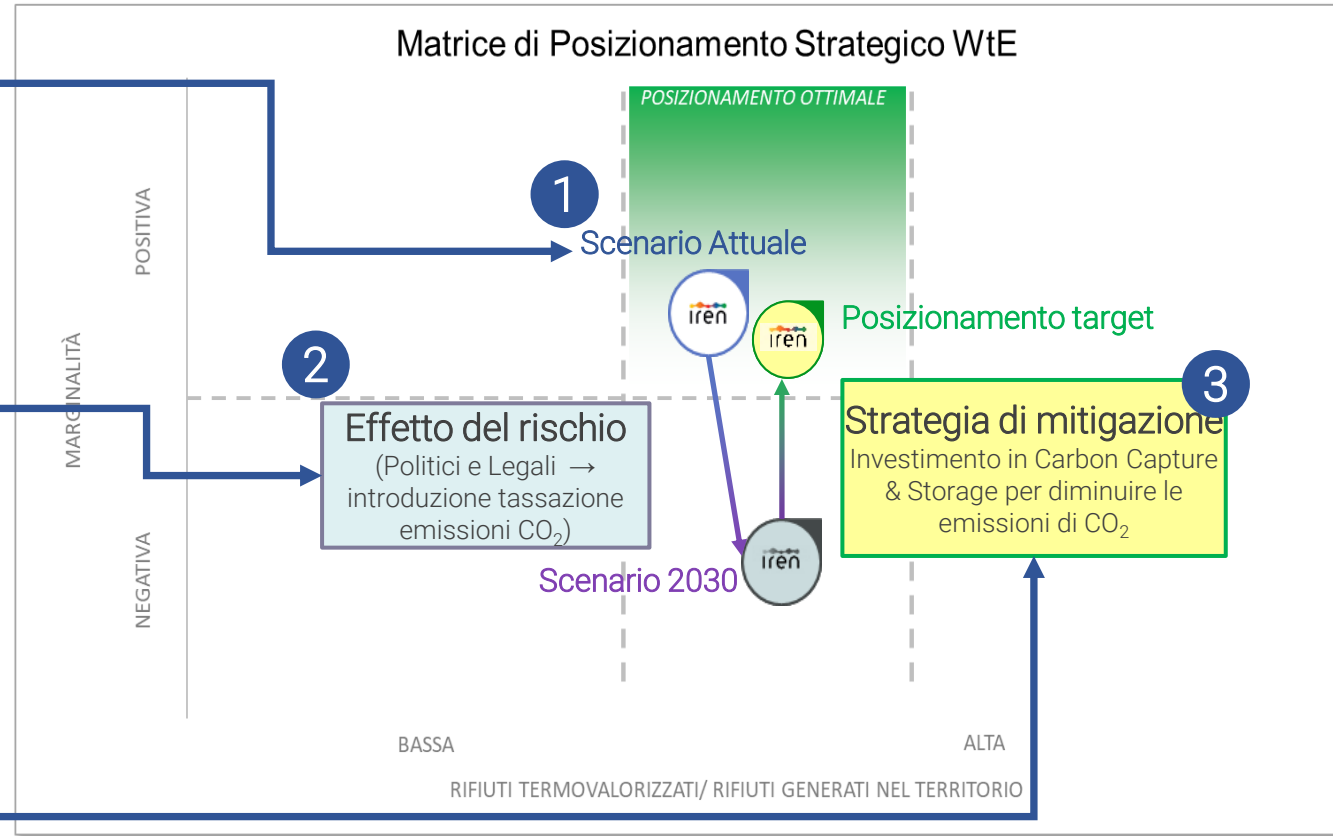 Matrice di Posizionamento Strategico WtE
POSIZIONAMENTO OTTIMALE
POSITIVA
1
Scenario Attuale
iren
iren
Posizionamento target
MARGINALITÀ
2
Effetto del rischio
(Politici e Legali →
introduzione tassazione
emissioni CO₂)
3
Strategia di mitigazione
Investimento in Carbon Capture
& Storage per diminuire le
emissioni di CO₂
NEGATIVA
iren
Scenario 2030
BASSA
ALTA
RIFIUTI TERMOVALORIZZATI/ RIFIUTI GENERATI NEL TERRITORIO